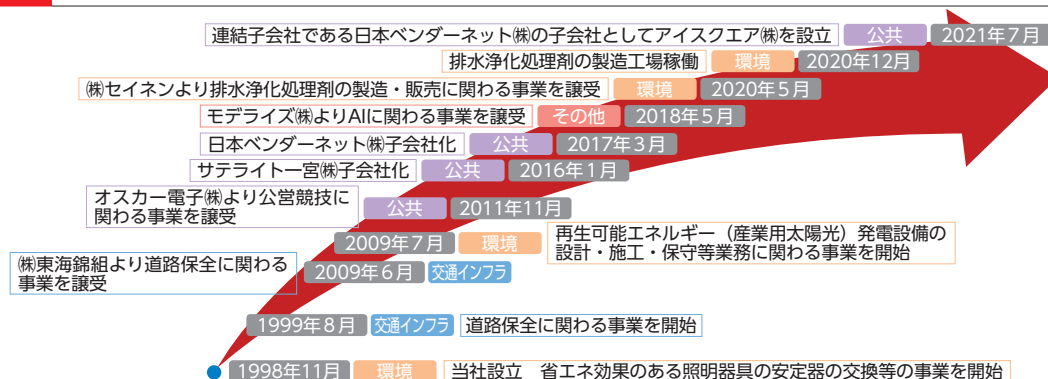 連結子会社である日本ベンダーネット㈱の子会社としてアイスクエア㈱を設立 公共 2021年7月
排水浄化処理剤の製造工場稼働 環境 2020年12月
㈱セイネンより排水浄化処理剤の製造・販売に関わる事業を譲受 環境 2020年5月
モデライズ㈱よりAIに関わる事業を譲受 その他 2018年5月
日本ベンダーネット㈱子会社化 公共 2017年3月
サテライト一宮㈱子会社化 公共 2016年1月
オスカー電子㈱より公営競技に
関わる事業を譲受 公共 2011年11月
2009年7月 環境 再生可能エネルギー（産業用太陽光）発電設備の
設計・施工・保守等業務に関わる事業を開始
㈱東海錦組より道路保全に関わる
事業を譲受 2009年6月 交通インフラ
1999年8月 交通インフラ 道路保全に関わる事業を開始
1998年11月 環境 当社設立 省エネ効果のある照明器具の安定器の交換等の事業を開始